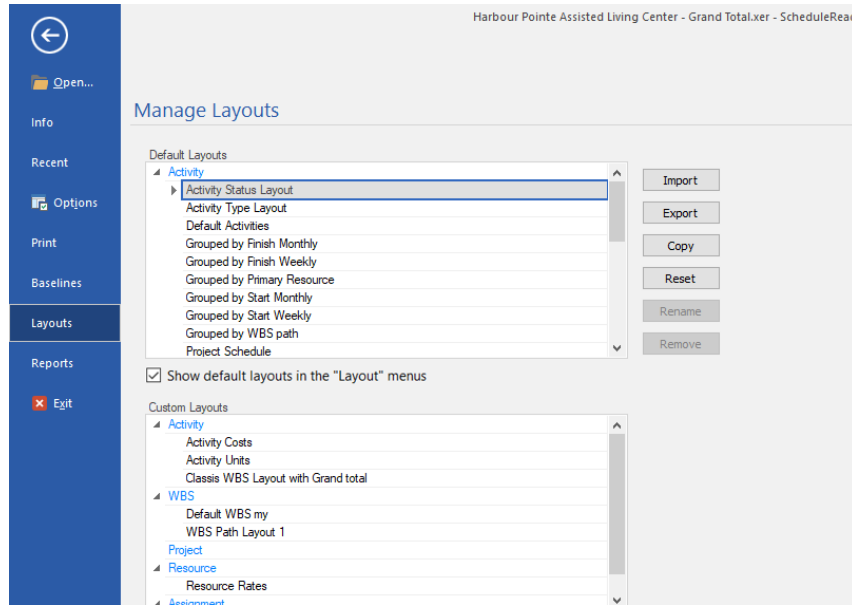 Harbour Pointe Assisted Living Center - Grand Total.xer - ScheduleRead
Open...
Info
Recent
Options
Print
Baselines
Layouts
Reports
Exit
Manage Layouts
Default Layouts
Activity
Activity Status Layout
Activity Type Layout
Default Activities
Grouped by Finish Monthly
Grouped by Finish Weekly
Grouped by Primary Resource
Grouped by Start Monthly
Grouped by Start Weekly
Grouped by WBS path
Project Schedule
Import
Export
Copy
Reset
Rename
Remove
Show default layouts in the "Layout" menus
Custom Layouts
Activity
Activity Costs
Activity Units
Classis WBS Layout with Grand total
WBS
Default WBS my
WBS Path Layout 1
Project
Resource
Resource Rates
Assignment